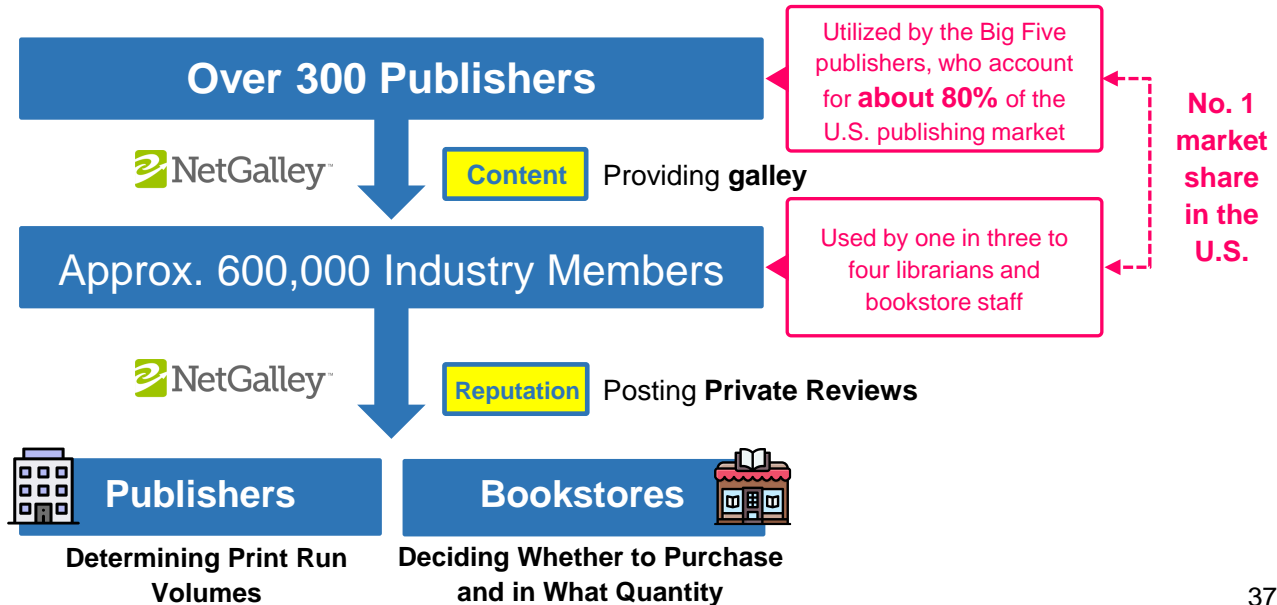 Over 300 Publishers
Utilized by the Big Five
publishers, who account
for about 80% of the
U.S. publishing market
No. 1
market
share
in the
U.S.
NetGalley™
Content
Providing galley
Approx. 600,000 Industry Members
Used by one in three to
four librarians and
bookstore staff
NetGalley™
Reputation
Posting Private Reviews
Publishers
Bookstores
Determining Print Run
Volumes
Deciding Whether to Purchase
and in What Quantity
37